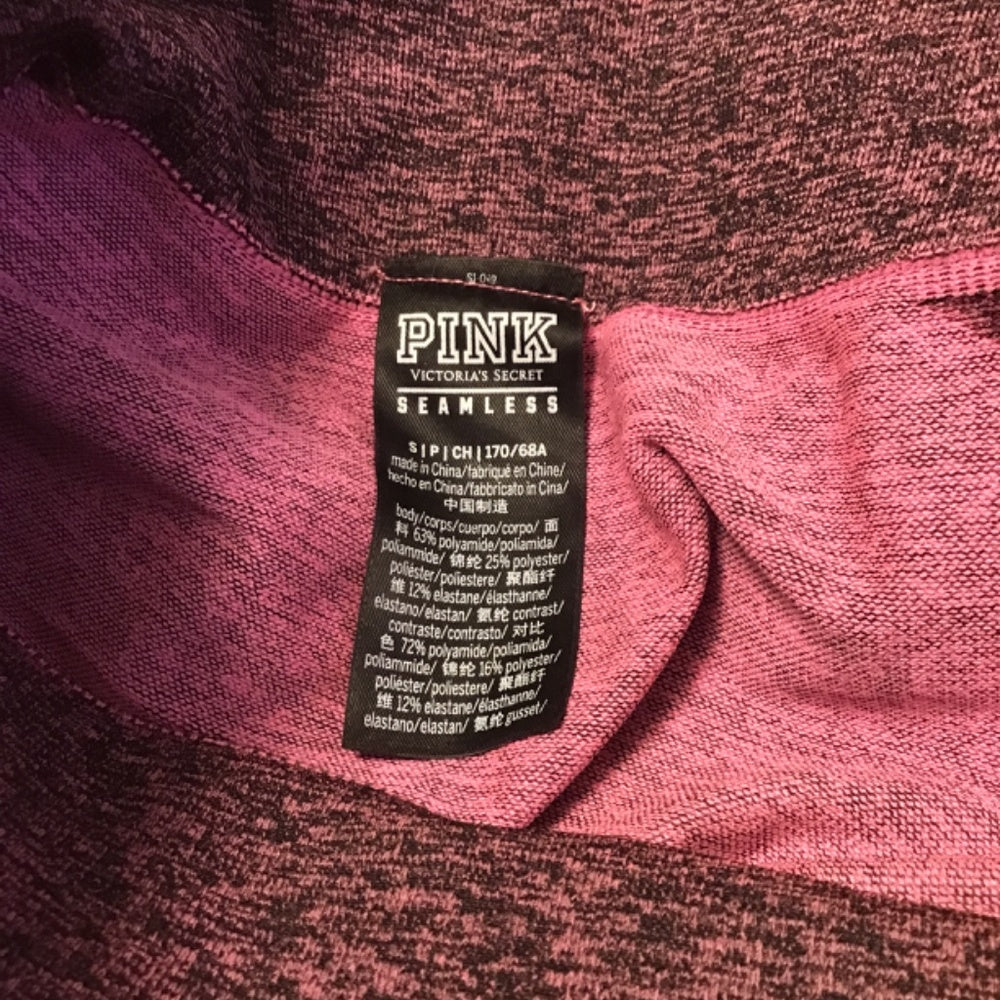 PINK
VICTORIA'S SECRET
SEAMLESS
S | P | CH | 170/68A
made in China/fabriqué en Chine/
hecho en China/fabbricato in Cina/
中国制造
body/corps/cuerpo/corpo/ 面
料 63% polyamide/poliamida/
poliammide/ 锦纶 25% polyester/
poliéster/poliestere/ 聚酯纤
维 12% elastane/élasthanne/
elastano/elastan/ 氨纶 contrast/
contraste/contrasto/ 对比
色 72% polyamide/poliamida/
poliammide/ 锦纶 16% polyester/
poliéster/poliestere/ 聚酯纤
维 12% elastane/élasthanne/
elastano/elastan/ 氨纶 gusset/